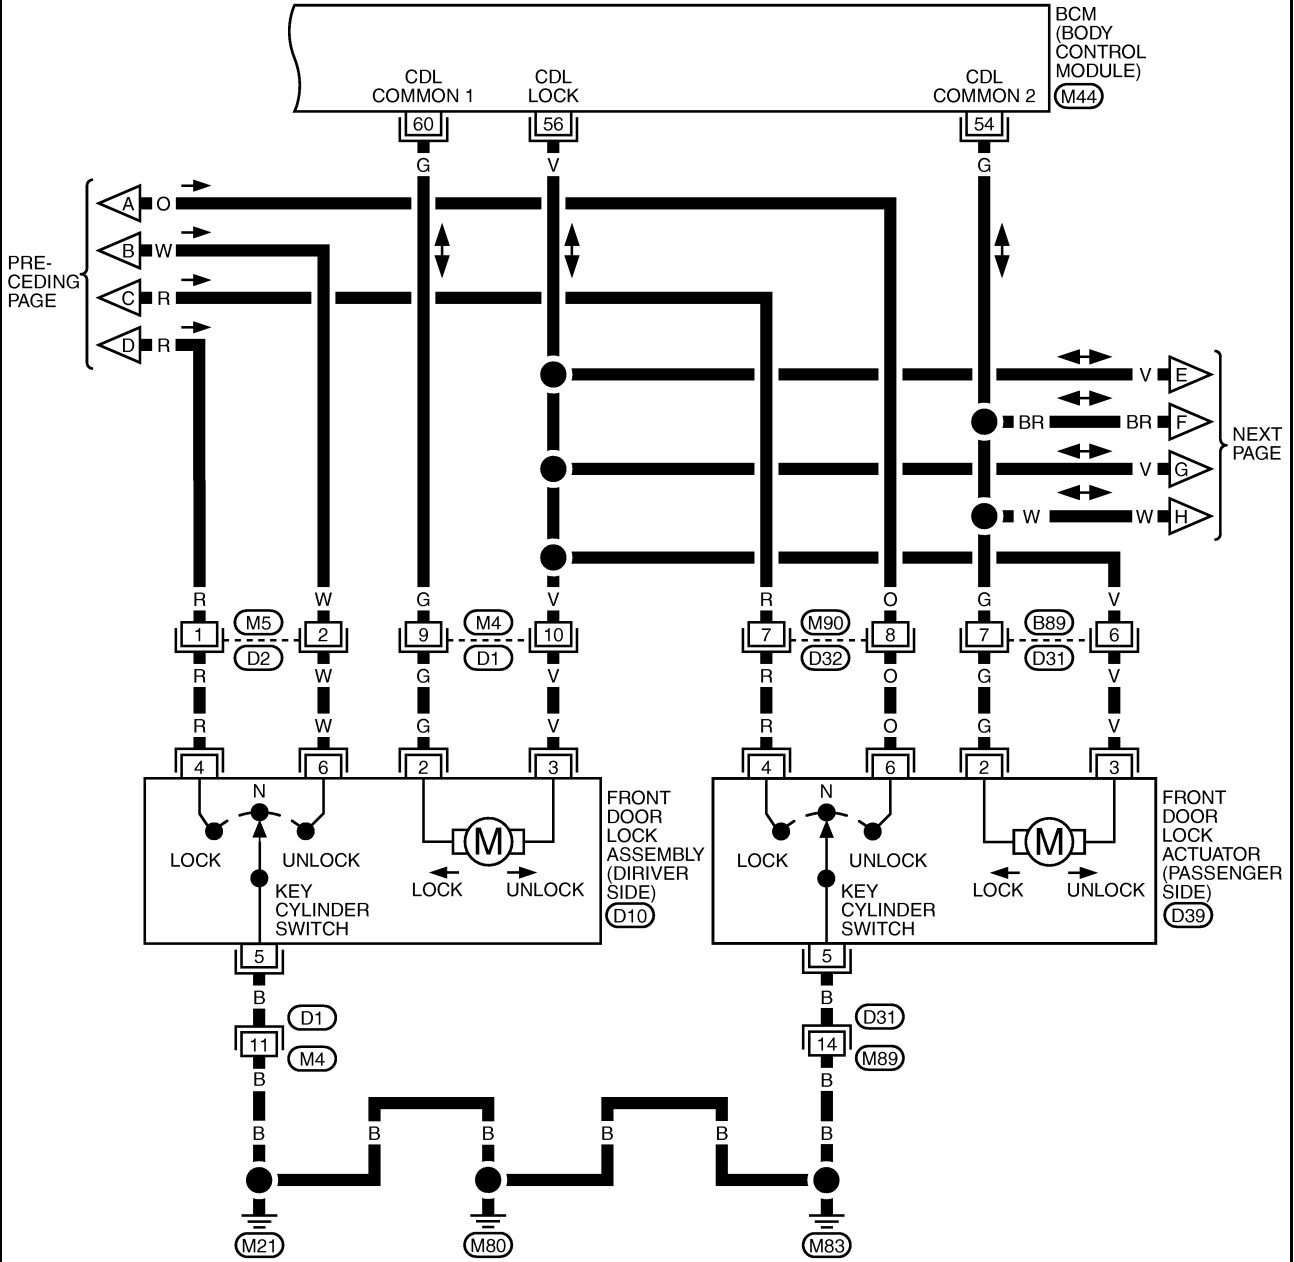 BCM
(BODY
CONTROL
MODULE)
M44
CDL
COMMON 1
CDL
LOCK
CDL
COMMON 2
60
56
54
G
V
G
PRE-
CEDING
PAGE
A
O
B
W
C
R
D
R
V
E
BR
BR
F
V
G
W
W
H
NEXT
PAGE
R
W
G
V
R
O
G
V
1
M5
2
9
M4
10
7
M90
8
7
B89
6
D2
D1
D32
D31
R
W
G
V
R
O
G
V
R
W
G
V
R
O
G
V
4
6
2
3
4
6
2
3
N
LOCK
UNLOCK
KEY
CYLINDER
SWITCH
M
LOCK
UNLOCK
FRONT
DOOR
LOCK
ASSEMBLY
(DIRIVER
SIDE)
D10
N
LOCK
UNLOCK
KEY
CYLINDER
SWITCH
M
LOCK
UNLOCK
FRONT
DOOR
LOCK
ACTUATOR
(PASSENGER
SIDE)
D39
5
5
B
B
D1
11
M4
D31
14
M89
B
B
B
B
B
B
B
B
M21
M80
M83